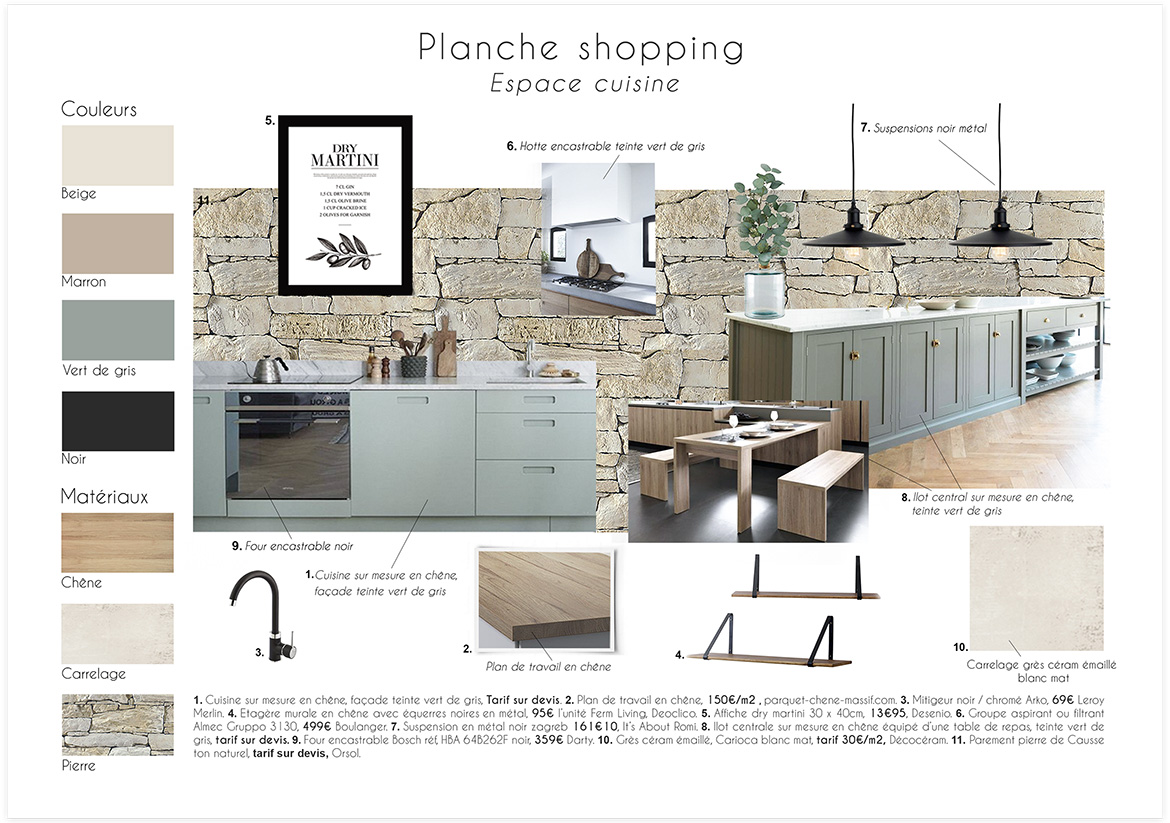 Planche shopping
Espace cuisine
Couleurs
Beige
Marron
Vert de gris
Noir
Matériaux
Chêne
Carrelage
Pierre
5.
DRY
MARTINI
7 CL GIN
1,5 CL DRY VERMOUTH
1,5 CL OLIVE BRINE
1 CUP CRACKED ICE
2 OLIVES FOR GARNISH
11.
6. Hotte encastrable teinte vert de gris
7. Suspensions noir métal
8. Ilot central sur mesure en chêne,
teinte vert de gris
9. Four encastrable noir
1. Cuisine sur mesure en chêne,
façade teinte vert de gris
3.
2.
Plan de travail en chêne
4.
10.
Carrelage grès céram émaillé
blanc mat
1. Cuisine sur mesure en chêne, façade teinte vert de gris, Tarif sur devis. 2. Plan de travail en chêne, 150€/m2 , parquet-chene-massif.com. 3. Mitigeur noir / chromé Arko, 69€ Leroy
Merlin. 4. Etagère murale en chêne avec équerres noires en métal, 95€ l'unité Ferm Living, Deoclico. 5. Affiche dry martini 30 x 40cm, 13€95, Desenio. 6. Groupe aspirant ou filtrant
Almec Gruppo 3130, 499€ Boulanger. 7. Suspension en métal noir zagreb 161€10, It's About Romi. 8. Ilot centrale sur mesure en chêne équipé d'une table de repas, teinte vert de
gris, tarif sur devis. 9. Four encastrable Bosch réf, HBA 64B262F noir, 359€ Darty. 10. Grès céram émaillé, Carioca blanc mat, tarif 30€/m2, Décocéram. 11. Parement pierre de Causse
ton naturel, tarif sur devis, Orsol.